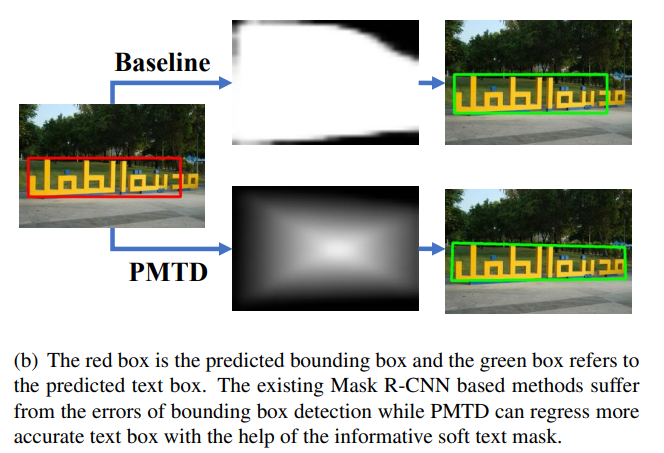 Baseline
PMTD
(b) The red box is the predicted bounding box and the green box refers to
the predicted text box. The existing Mask R-CNN based methods suffer
from the errors of bounding box detection while PMTD can regress more
accurate text box with the help of the informative soft text mask.